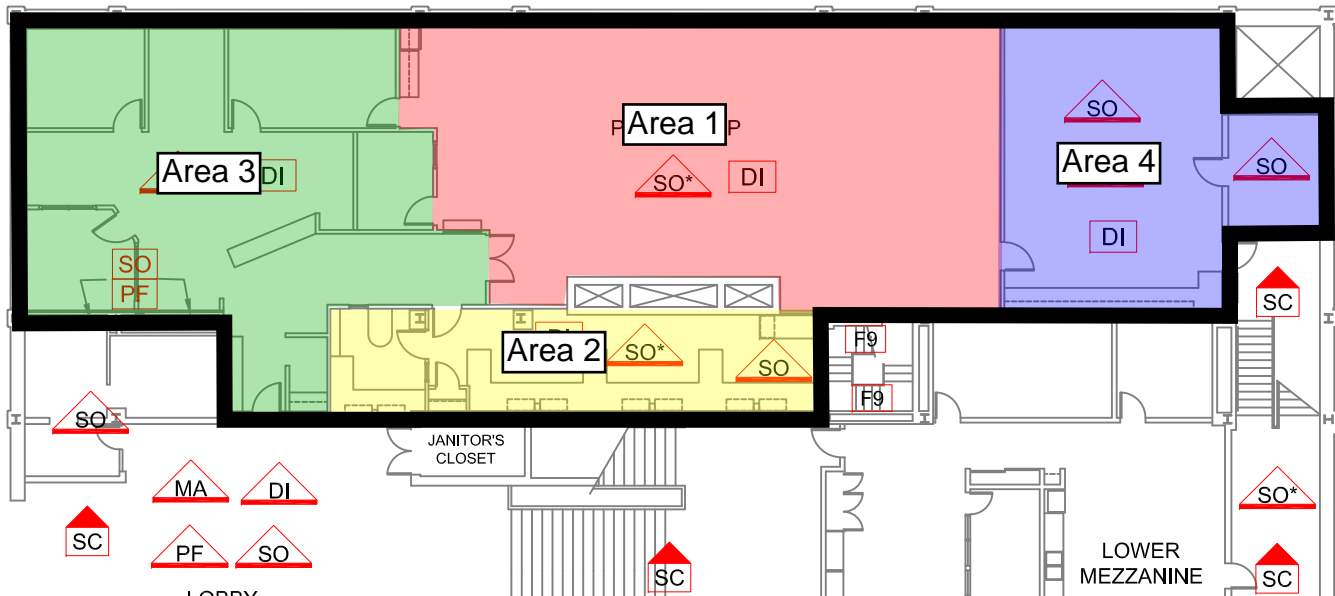 SO
P
Area 1
P
Area 3
DI
SO*
DI
Area 4
SO
DI
SO
PF
SC
Area 2
SO*
SO
F9
F9
SO
JANITOR'S
CLOSET
MA
DI
SO*
SC
PF
SO
SC
LOWER
MEZZANINE
SC
LOBBY